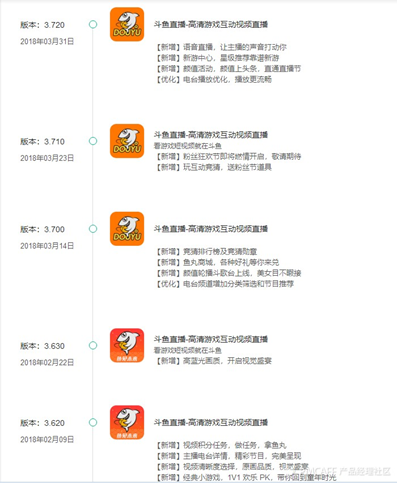 版本：3.720
2018年03月31日
DOUYU
斗鱼直播-高清游戏互动视频直播
【新增】语音直播，让主播的声音打动你
【新增】新游中心，星级推荐靠谱新游
【新增】颜值活动，颜值上头条，直通直播节
【优化】电台播放优化，播放更流畅
版本：3.710
2018年03月23日
DOUYU
斗鱼直播-高清游戏互动视频直播
看游戏短视频就在斗鱼
【新增】粉丝狂欢节即将燃情开启，敬请期待
【新增】玩互动竞猜，送粉丝节道具
版本：3.700
2018年03月14日
DOUYU
斗鱼直播-高清游戏互动视频直播
【新增】竞猜排行榜及竞猜勋章
【新增】鱼丸商城，各种好礼等你来兑
【新增】颜值轮播斗歌台上线，美女目不暇接
【优化】电台频道增加分类筛选和节目推荐
版本：3.630
2018年02月22日
斗鱼直播-高清游戏互动视频直播
看游戏短视频就在斗鱼
【新增】高蓝光画质，开启视觉盛宴
版本：3.620
2018年02月09日
斗鱼直播-高清游戏互动视频直播
【新增】视频积分任务，做任务，拿鱼丸
【新增】主播电台详情，精彩节目，完美呈现
【新增】视频清晰度选择，原画品质，视觉盛宴
【新增】经典小游戏，1V1 欢乐 PK，带你回到童年时光
产品经理社区